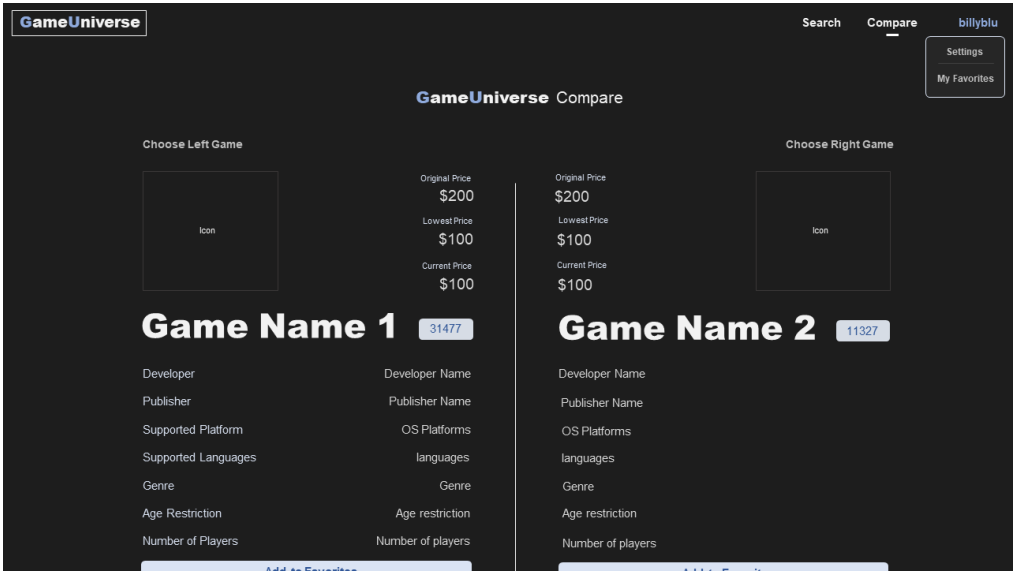 GameUniverse
Search Compare billyblu
Settings
My Favorites
GameUniverse Compare
Choose Left Game
Choose Right Game
Icon
Original Price
$200
Lowest Price
$100
Current Price
$100
Original Price
$200
Lowest Price
$100
Current Price
$100
Icon
Game Name 1 31477
Game Name 2 11327
Developer Developer Name Developer Name
Publisher Publisher Name Publisher Name
Supported Platform OS Platforms OS Platforms
Supported Languages languages languages
Genre Genre Genre
Age Restriction Age restriction Age restriction
Number of Players Number of players Number of players
Add to Favorites